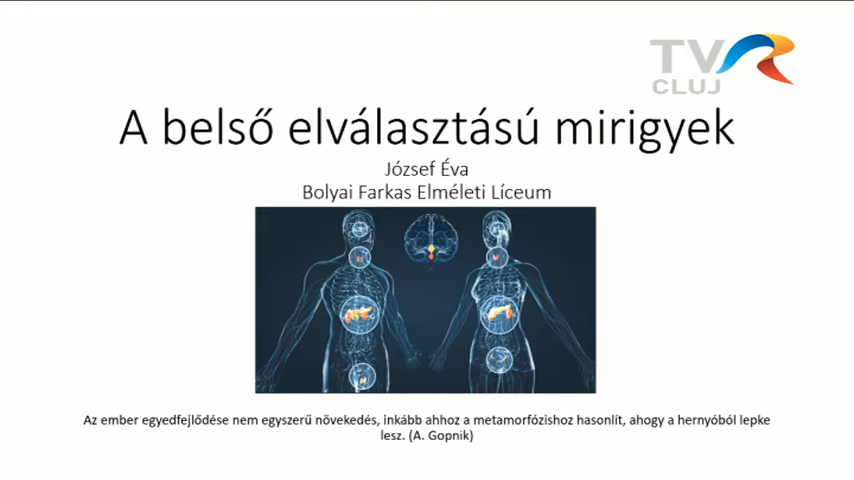 TVR
CLUJ
A belső elválasztású mirigyek
József Éva
Bolyai Farkas Elméleti Líceum
Az ember egyedfejlődése nem egyszerű növekedés, inkább ahhoz a metamorfózishoz hasonlít, ahogy a hernyóból lepke
lesz. (A. Gopnik)